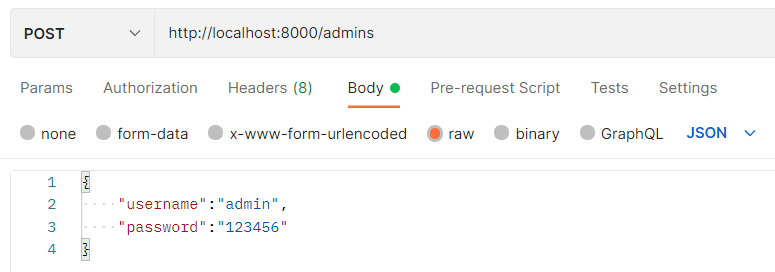 POST http://localhost:8000/admins
Params Authorization Headers (8) Body Pre-request Script Tests Settings
none form-data x-www-form-urlencoded raw binary GraphQL JSON
1 {
2 "username":"admin",
3 "password":"123456"
4 }